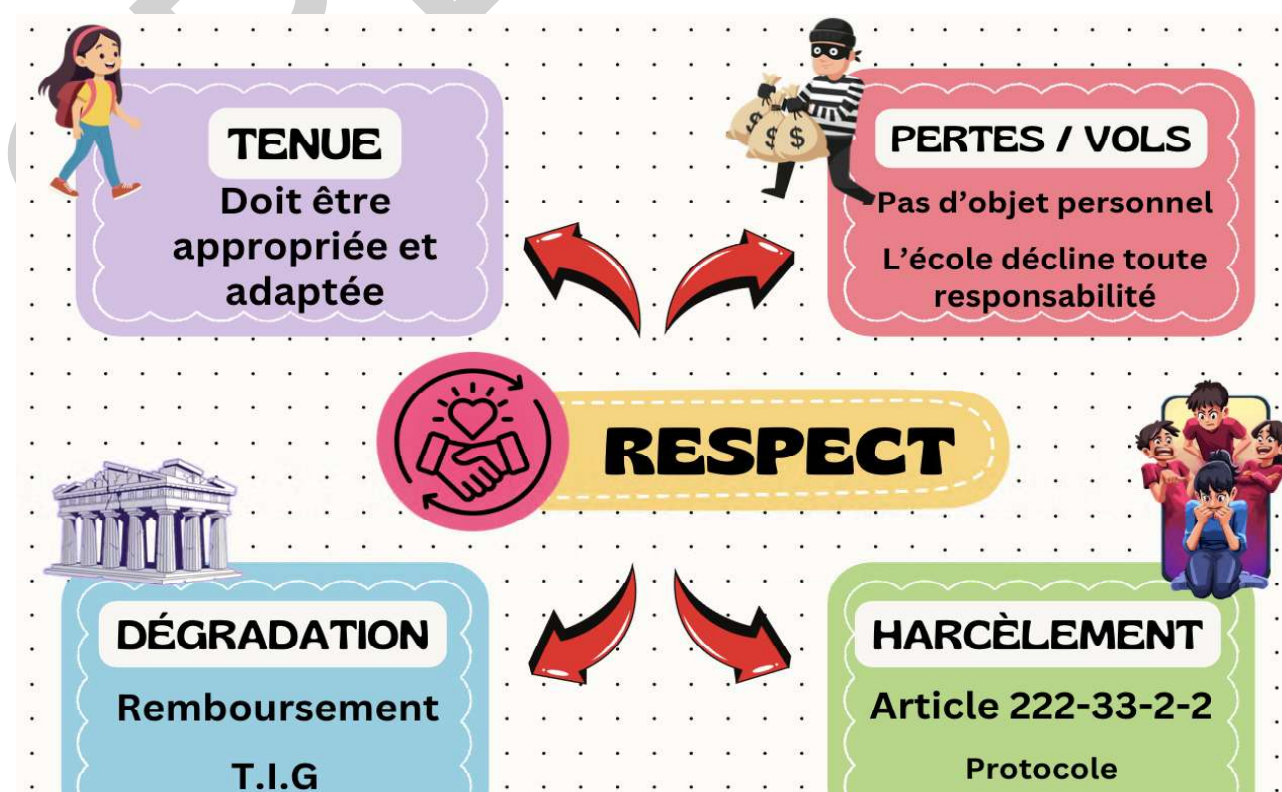 TENUE
Doit être
appropriée et
adaptée
PERTES / VOLS
Pas d’objet personnel
L’école décline toute
responsabilité
RESPECT
DÉGRADATION
Remboursement
T.I.G
HARCÈLEMENT
Article 222-33-2-2
Protocole